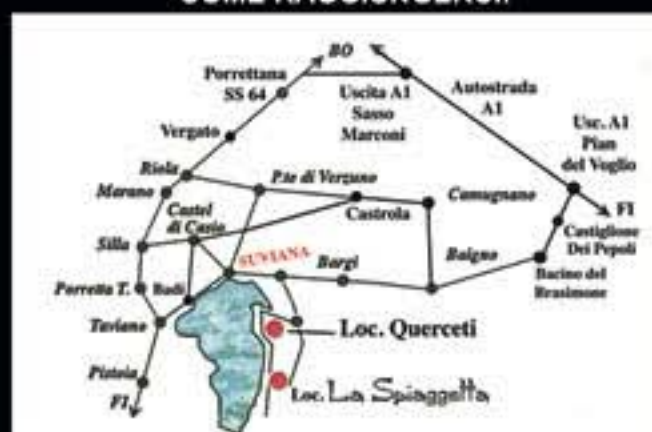 BO
Porrettana
SS 64
Uscita A1
Sasso
Marconi
Autostrada
A1
Usc. A1
Pian
del Voglio
FI
Vergato
Riola
Marano
P.te di Verzuno
Castrola
Camugnano
Castel
di Casio
Castiglione
Dei Pepoli
Silla
SUVIANA
Bargi
Baigno
Bacino del
Brasimone
Porretta T.
Badi
Taviano
Loc. Querceti
Pistoia
FI
Loc. La Spiaggetta